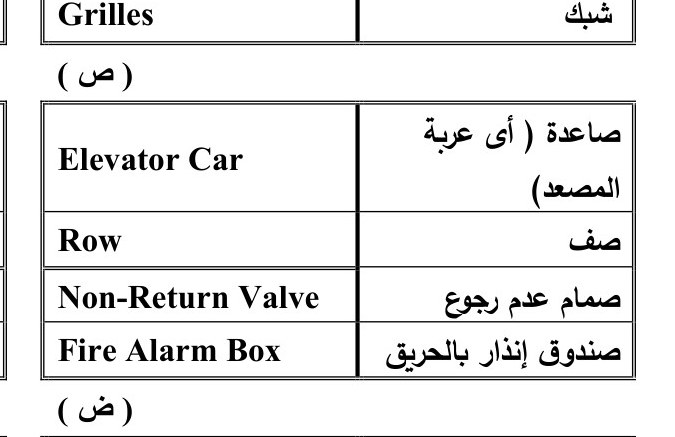 Grilles شبك
( ص )
Elevator Car صاعدة ( أى عربة
المصعد)
Row صف
Non-Return Valve صمام عدم رجوع
Fire Alarm Box صندوق إنذار بالحريق
( ض )